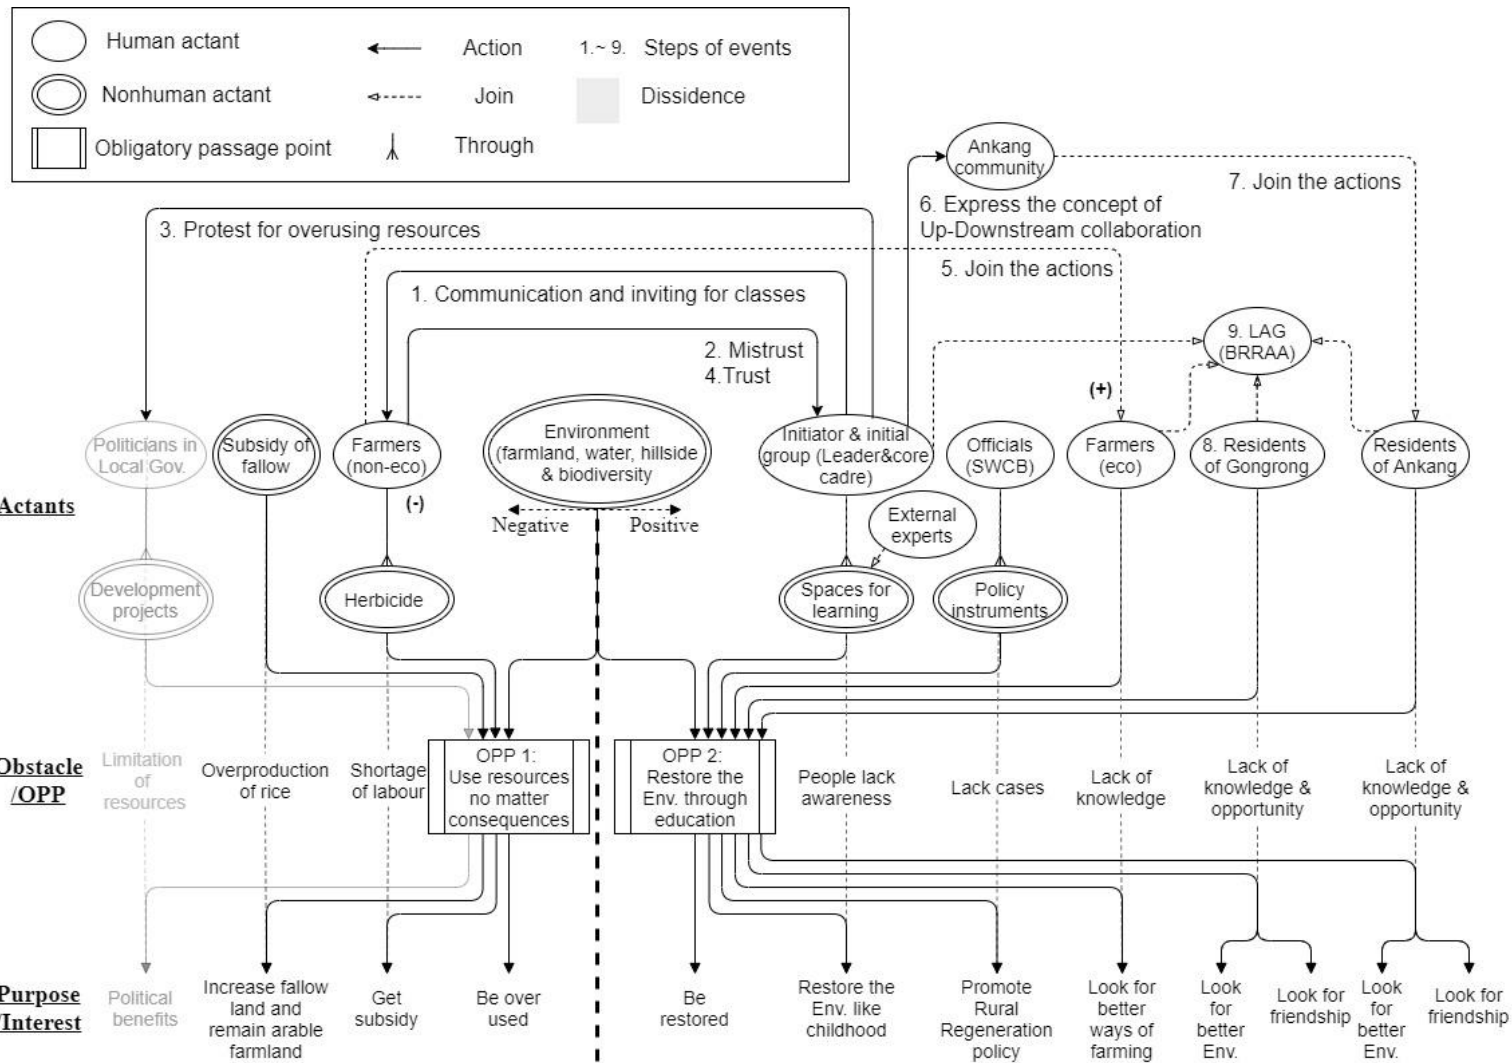 Human actant
Action
1.~ 9. Steps of events
Nonhuman actant
Join
Dissidence
Obligatory passage point
Through
Ankang
community
7. Join the actions
6. Express the concept of
Up-Downstream collaboration
3. Protest for overusing resources
5. Join the actions
1. Communication and inviting for classes
9. LAG
(BRRAA)
2. Mistrust
4.Trust
(+)
Politicians in
Local Gov.
Subsidy of
fallow
Farmers
(non-eco)
Environment
(farmland, water, hillside
& biodiversity
Initiator & initial
group (Leader&core
cadre)
Officials
(SWCB)
Farmers
(eco)
8. Residents
of Gongrong
Residents
of Ankang
Actants
(-)
Negative
Positive
External
experts
Development
projects
Herbicide
Spaces for
learning
Policy
instruments
Obstacle
/OPP
Limitation
of
resources
Overproduction
of rice
Shortage
of labour
OPP 1:
Use resources
no matter
consequences
OPP 2:
Restore the
Env. through
education
People lack
awareness
Lack cases
Lack of
knowledge
Lack of
knowledge &
opportunity
Lack of
knowledge &
opportunity
Purpose
/Interest
Political
benefits
Increase fallow
land and
remain arable
farmland
Get
subsidy
Be over
used
Be
restored
Restore the
Env. like
childhood
Promote
Rural
Regeneration
policy
Look for
better
ways of
farming
Look
for
better
Env.
Look for
friendship
Look
for
better
Env.
Look for
friendship